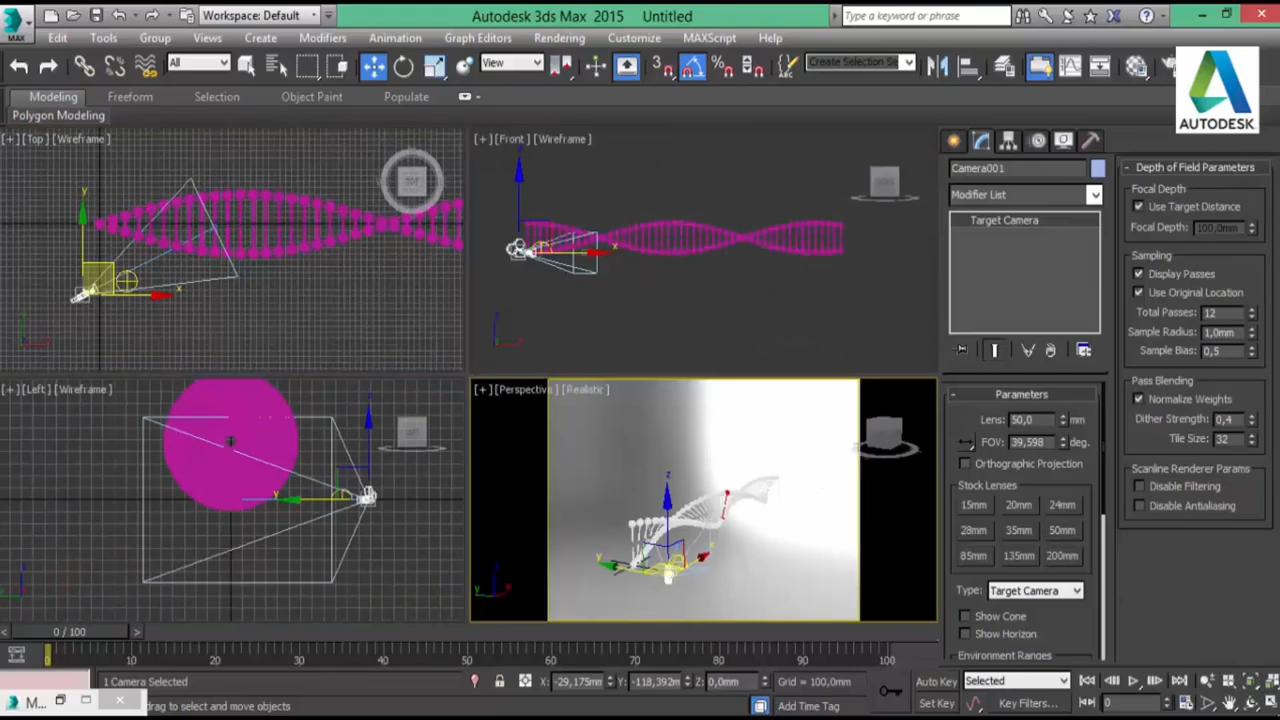 Workspace: Default
Autodesk 3ds Max 2015 Untitled
Type a keyword or phrase
MAX
Edit Tools Group Views Create Modifiers Animation Graph Editors Rendering Customize MAXScript Help
All
View
3
Create Selection Se
AUTODESK
Modeling Freeform Selection Object Paint Populate
Polygon Modeling
[+] [Top] [Wireframe]
TOP
y
x
[+] [Front] [Wireframe]
z
x
[+] [Left] [Wireframe]
LEFT
z
y
[+] [Perspective] [Realistic]
z
y
x
Camera001
Modifier List
Target Camera
- Parameters
Lens: 50,0 mm
FOV: 39,598 deg.
Orthographic Projection
Stock Lenses
15mm 20mm 24mm
28mm 35mm 50mm
85mm 135mm 200mm
Type: Target Camera
Show Cone
Show Horizon
Environment Ranges
- Depth of Field Parameters
Focal Depth
Use Target Distance
Focal Depth: 100,0mm
Sampling
Display Passes
Use Original Location
Total Passes: 12
Sample Radius: 1,0mm
Sample Bias: 0,5
Pass Blending
Normalize Weights
Dither Strength: 0,4
Tile Size: 32
Scanline Renderer Params
Disable Filtering
Disable Antialiasing
< 0 / 100 >
0 10 20 30 40 50 60 70 80 90 100
1 Camera Selected
X: -29,175mm Y: -118,392m Z: 0,0mm
Grid = 100,0mm
Auto Key Selected
M...
drag to select and move objects
Add Time Tag
Set Key Key Filters...
0